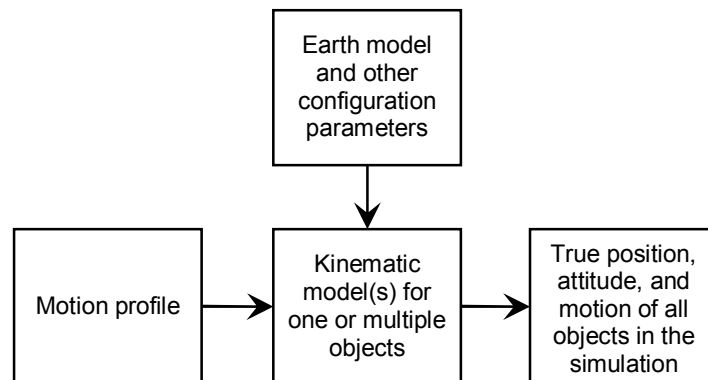 Earth model
and other
configuration
parameters
Motion profile
Kinematic
model(s) for
one or multiple
objects
True position,
attitude, and
motion of all
objects in the
simulation